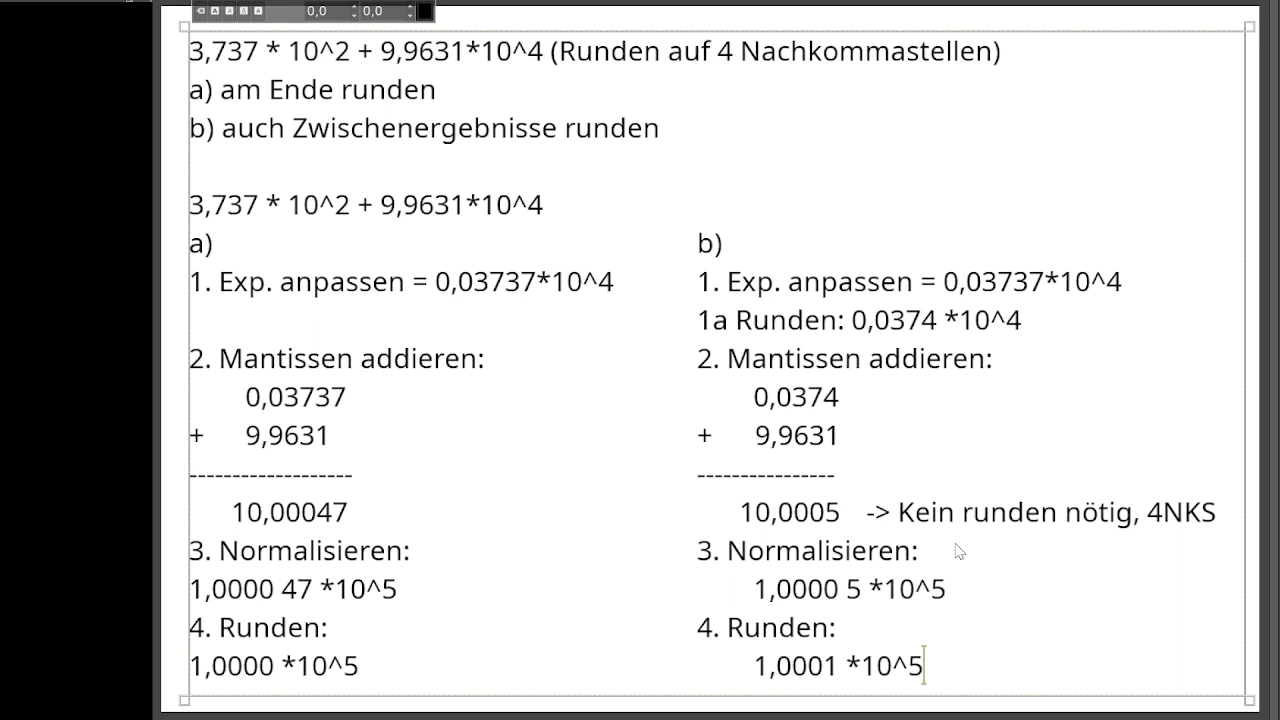 0,0 0,0
3,737 * 10^2 + 9,9631*10^4 (Runden auf 4 Nachkommastellen)
a) am Ende runden
b) auch Zwischenergebnisse runden
3,737 * 10^2 + 9,9631*10^4
a) b)
1. Exp. anpassen = 0,03737*10^4 1. Exp. anpassen = 0,03737*10^4
1a Runden: 0,0374 *10^4
2. Mantissen addieren: 2. Mantissen addieren:
0,03737 0,0374
+ 9,9631 + 9,9631
------------------ ---------------
10,00047 10,0005 -> Kein runden nötig, 4NKS
3. Normalisieren: 3. Normalisieren:
1,0000 47 *10^5 1,0000 5 *10^5
4. Runden: 4. Runden:
1,0000 *10^5 1,0001 *10^5